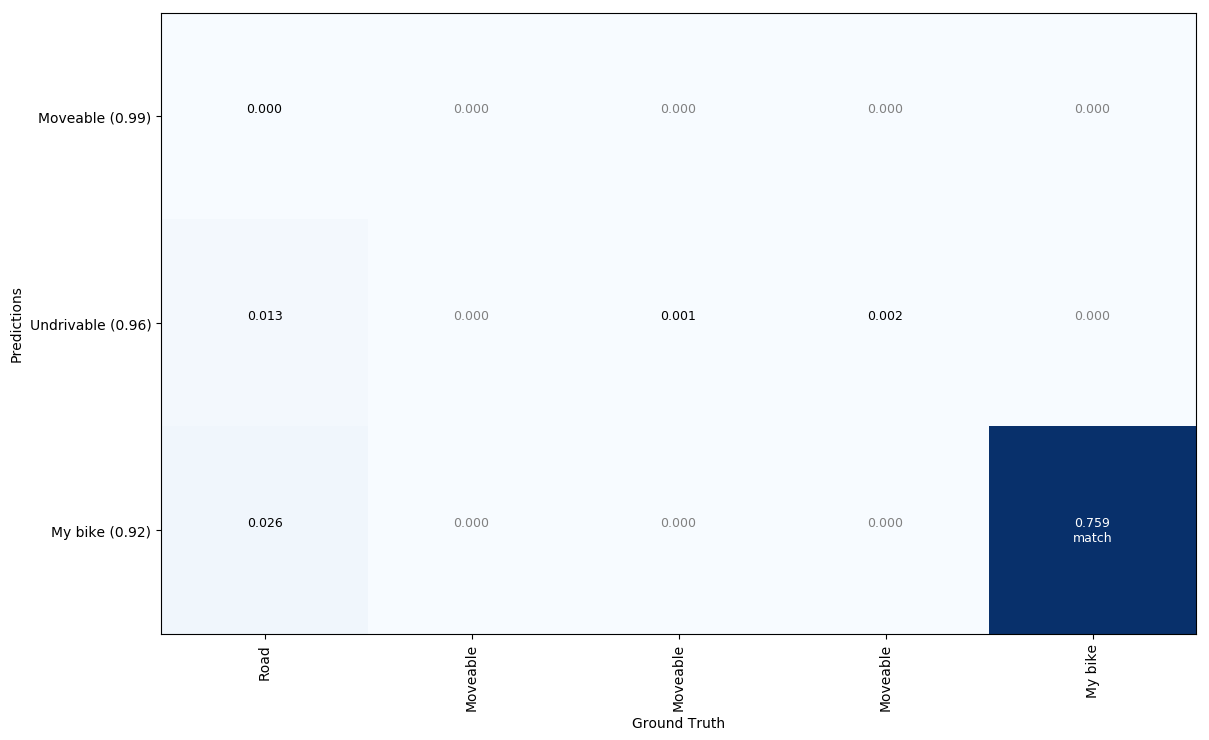 Moveable (0.99)
0.000 0.000 0.000 0.000 0.000
Predictions
Undrivable (0.96)
0.013 0.000 0.001 0.002 0.000
My bike (0.92)
0.026 0.000 0.000 0.000 0.759
match
Road
Moveable
Moveable
Moveable
My bike
Ground Truth